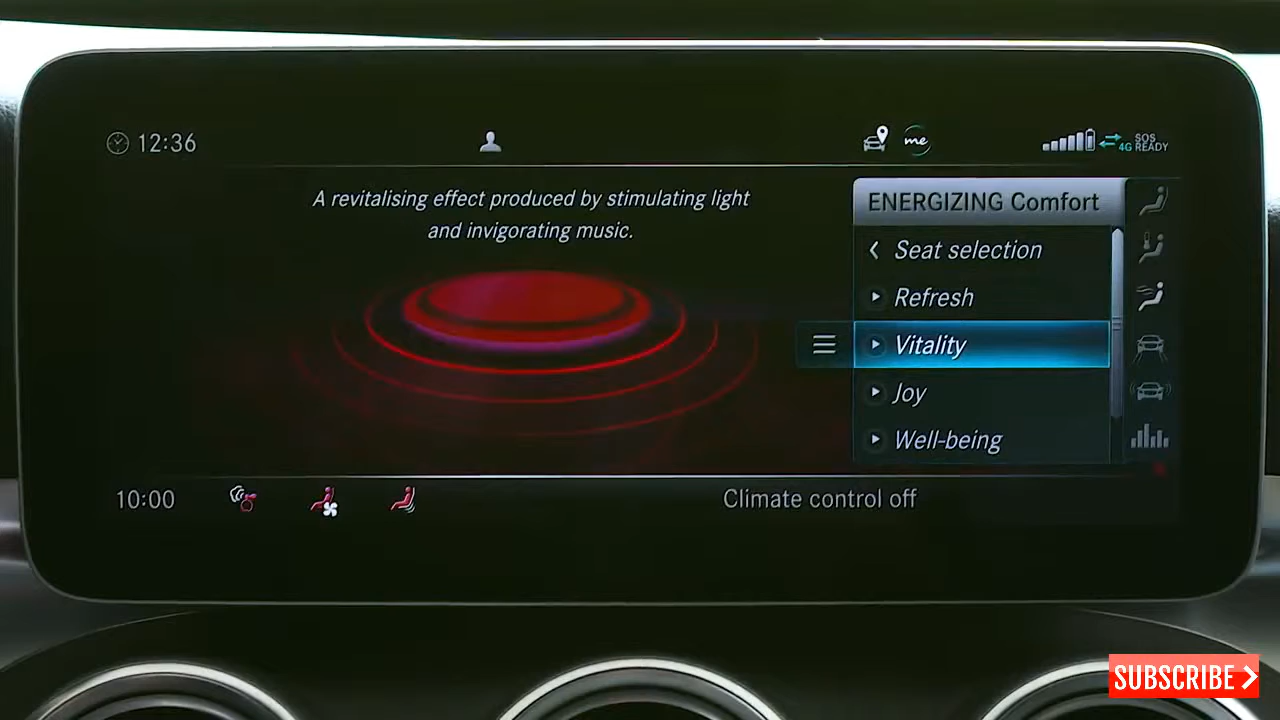 12:36
me
4G
SOS
READY
A revitalising effect produced by stimulating light
and invigorating music.
ENERGIZING Comfort
Seat selection
Refresh
Vitality
Joy
Well-being
10:00
Climate control off
SUBSCRIBE